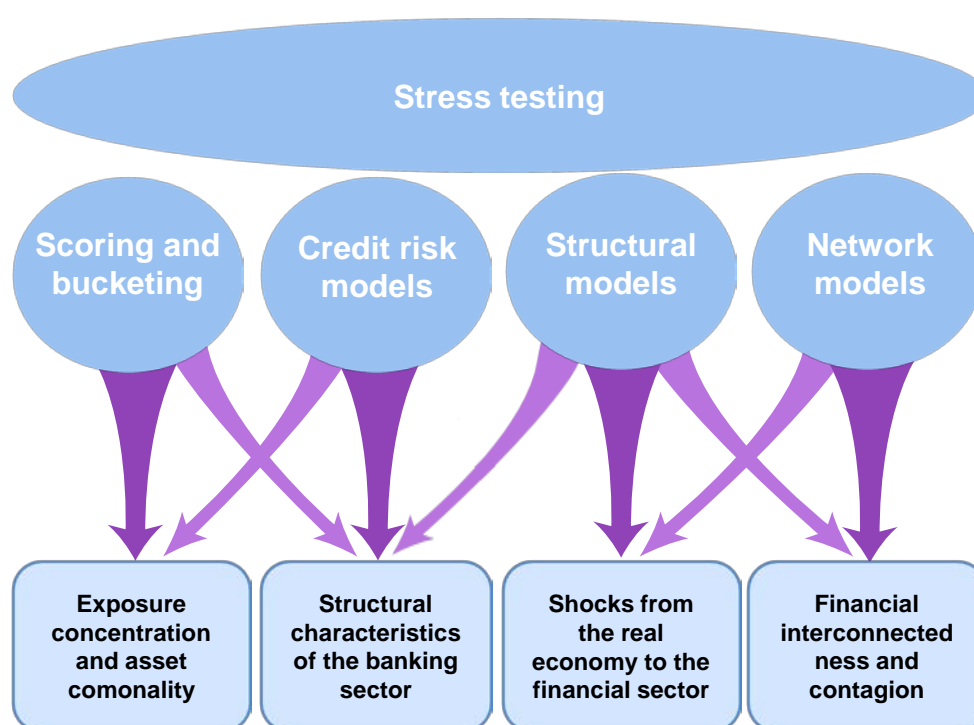 Stress testing
Scoring and
bucketing
Credit risk
models
Structural
models
Network
models
Exposure
concentration
and asset
comonality
Structural
characteristics
of the banking
sector
Shocks from
the real
economy to the
financial sector
Financial
interconnected
ness and
contagion